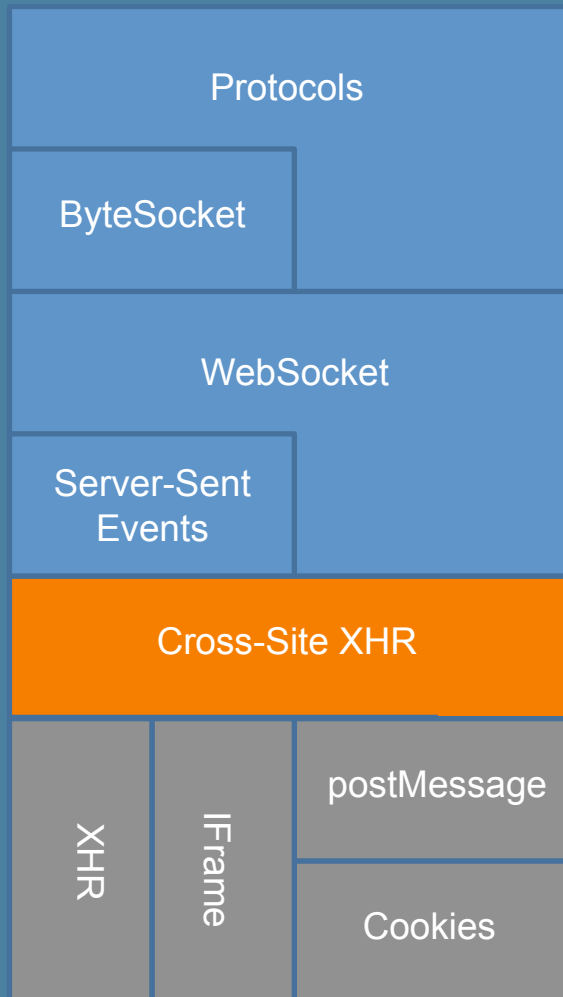 Protocols
ByteSocket
WebSocket
Server-Sent
Events
Cross-Site XHR
XHR
IFrame
postMessage
Cookies